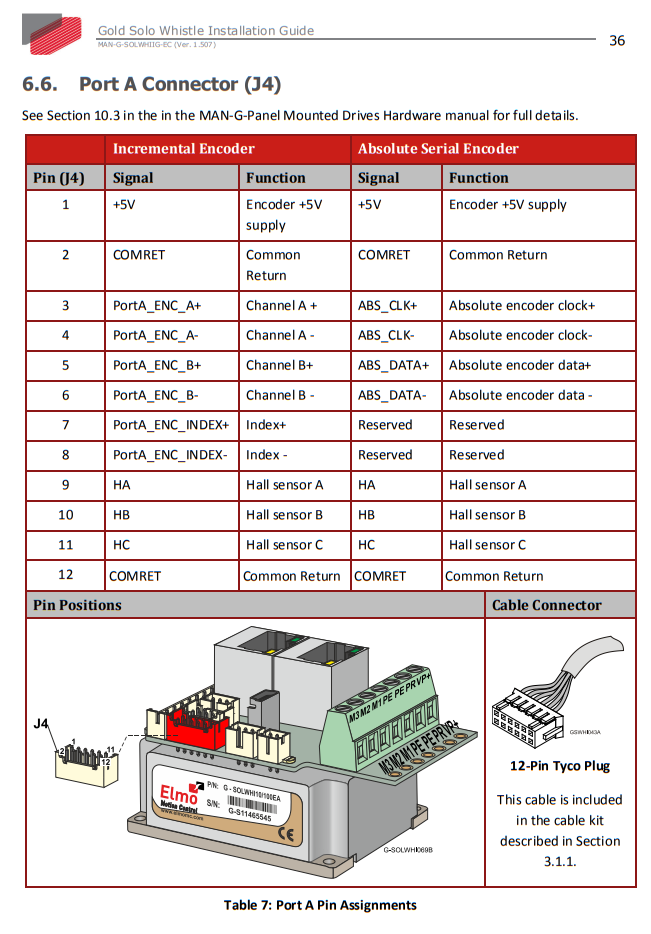 Gold Solo Whistle Installation Guide
MAN-G-SOLWHIIG-EC (Ver. 1.507)
36
6.6. Port A Connector (J4)
See Section 10.3 in the in the MAN-G-Panel Mounted Drives Hardware manual for full details.
Incremental Encoder Absolute Serial Encoder
Pin (J4) Signal Function Signal Function
1 +5V Encoder +5V supply +5V Encoder +5V supply
2 COMRET Common Return COMRET Common Return
3 PortA_ENC_A+ Channel A + ABS_CLK+ Absolute encoder clock+
4 PortA_ENC_A- Channel A - ABS_CLK- Absolute encoder clock-
5 PortA_ENC_B+ Channel B+ ABS_DATA+ Absolute encoder data+
6 PortA_ENC_B- Channel B - ABS_DATA- Absolute encoder data -
7 PortA_ENC_INDEX+ Index+ Reserved Reserved
8 PortA_ENC_INDEX- Index - Reserved Reserved
9 HA Hall sensor A HA Hall sensor A
10 HB Hall sensor B HB Hall sensor B
11 HC Hall sensor C HC Hall sensor C
12 COMRET Common Return COMRET Common Return
Pin Positions Cable Connector
J4
1
2
11
12
M3 M2 M1 PE PE PR VP+
M3 M2 M1 PE PE PR VP+
Elmo
Motion Control
www.elmomc.com
P/N: G - SOLWHI10/100EA
S/N:
G-S11465545
CE
G-SOLWHI069B
GSWHI043A
12-Pin Tyco Plug
This cable is included
in the cable kit
described in Section
3.1.1.
Table 7: Port A Pin Assignments